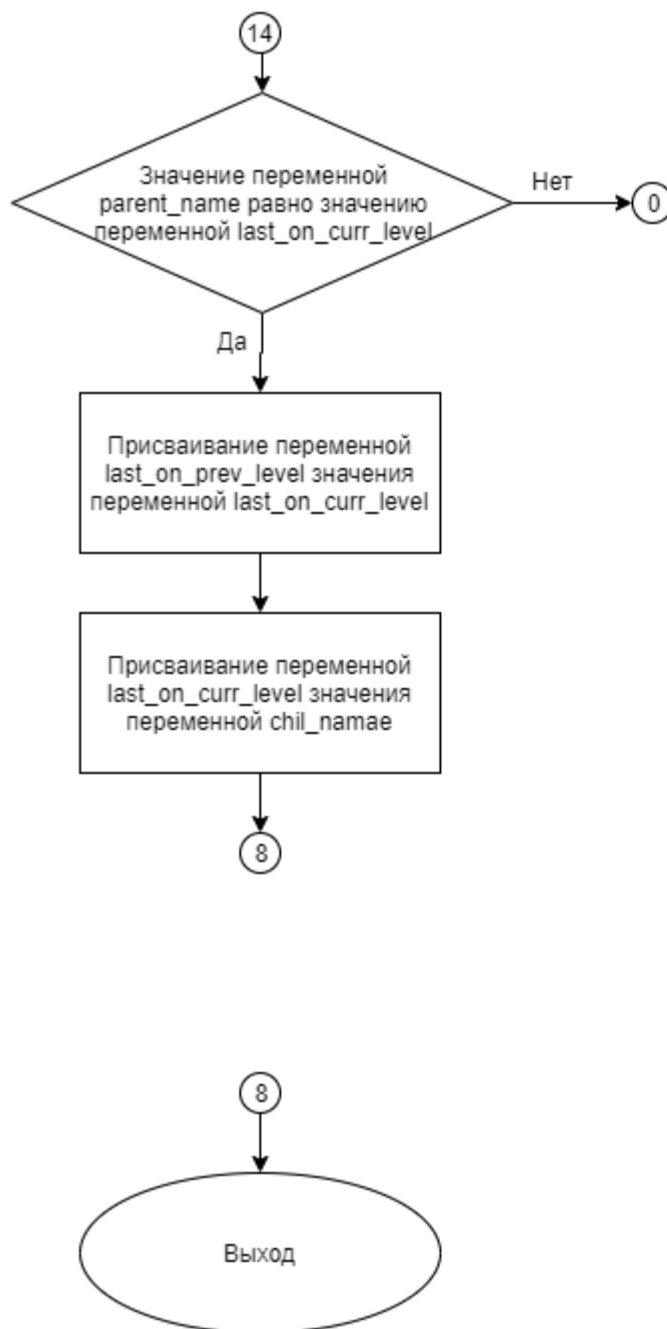 14
Значение переменной
parent_name равно значению
переменной last_on_curr_level
Нет
0
Да
Присваивание переменной
last_on_prev_level значения
переменной last_on_curr_level
Присваивание переменной
last_on_curr_level значения
переменной chil_namae
8
8
Выход